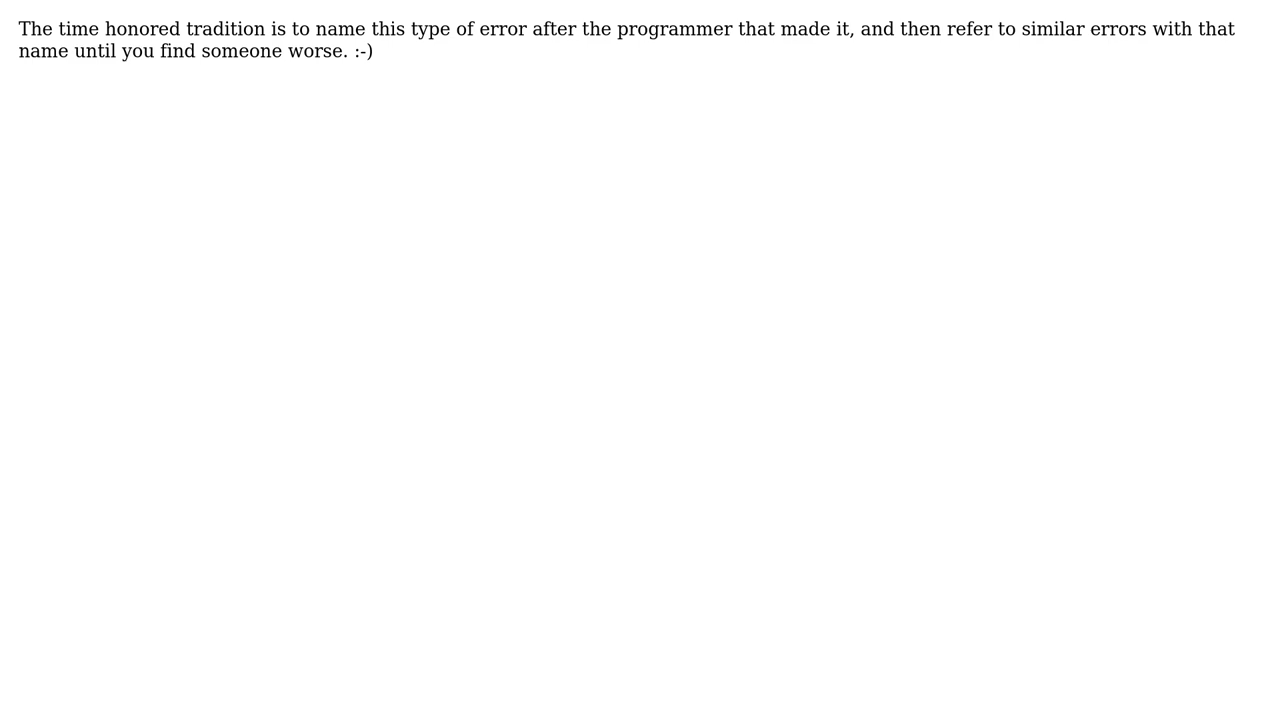 The time honored tradition is to name this type of error after the programmer that made it, and then refer to similar errors with that
name until you find someone worse. :-)